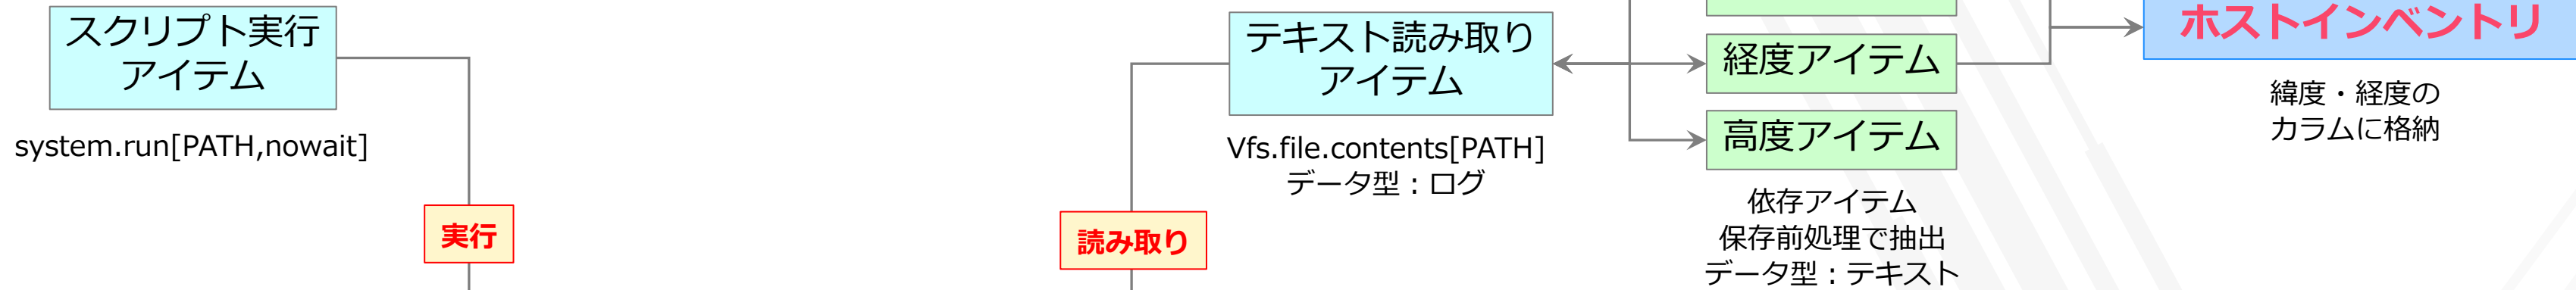 スクリプト実行
アイテム
system.run[PATH,nowait]
実行
テキスト読み取り
アイテム
Vfs.file.contents[PATH]
データ型：ログ
読み取り
経度アイテム
高度アイテム
依存アイテム
保存前処理で抽出
データ型：テキスト
ホストインベントリ
緯度・経度の
カラムに格納